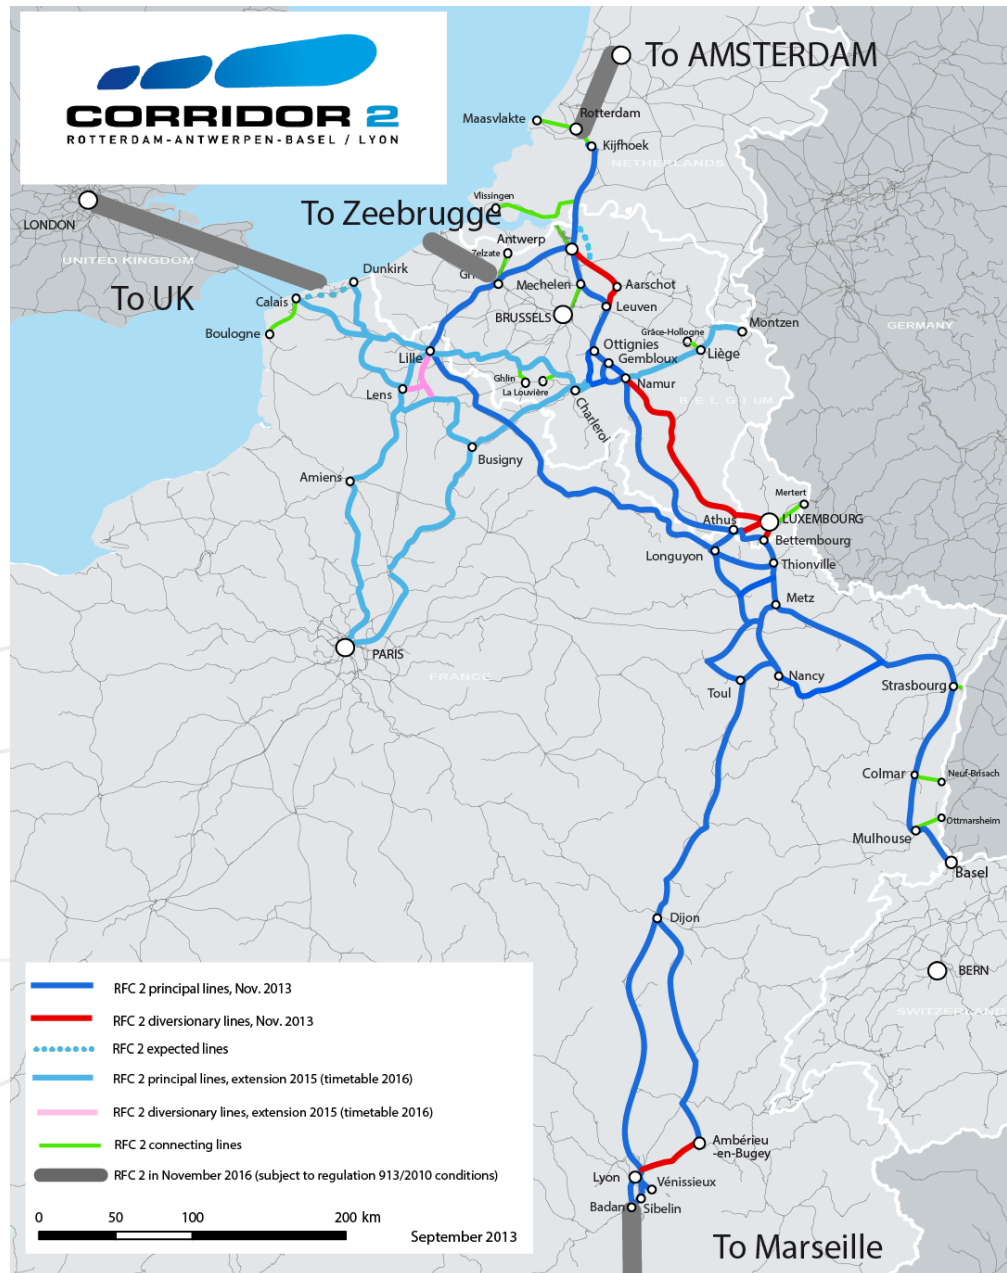 CORRIDOR 2
ROTTERDAM-ANTWERPEN-BASEL / LYON
To AMSTERDAM
Maasvlakte
Rotterdam
Kijfhoek
NETHERLANDS
Vlissingen
To Zeebrugge
LONDON
UNITED KINGDOM
Antwerp
Zelzate
Dunkirk
Mechelen
Aarschot
To UK
Calais
Leuven
BRUSSELS
Boulogne
Montzen
GERMANY
Grâce-Hollogne
Ottignies
Liège
Lille
Gembloux
Ghlin
Namur
La Louvière
Lens
BELGIUM
Charleroi
Busigny
Amiens
Mertert
Athus
LUXEMBOURG
Bettembourg
Longuyon
Thionville
Metz
PARIS
FRANCE
Nancy
Toul
Strasbourg
Colmar
Neuf-Brisach
Ottmarsheim
Mulhouse
Basel
Dijon
BERN
SWITZERLAND
RFC 2 principal lines, Nov. 2013
RFC 2 diversionary lines, Nov. 2013
RFC 2 expected lines
RFC 2 principal lines, extension 2015 (timetable 2016)
RFC 2 diversionary lines, extension 2015 (timetable 2016)
RFC 2 connecting lines
RFC 2 in November 2016 (subject to regulation 913/2010 conditions)
0 50 100 200 km
September 2013
Ambérieu
-en-Bugey
Lyon
Vénissieux
Badan
Sibelin
To Marseille